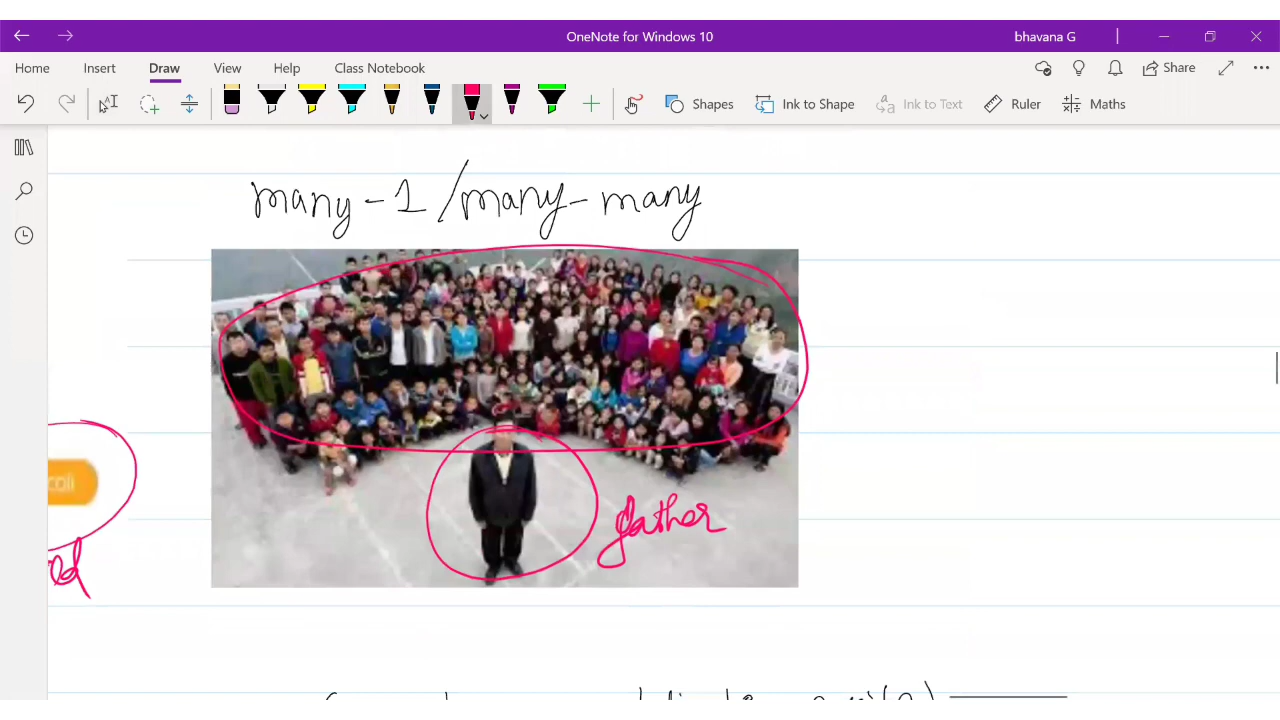 OneNote for Windows 10
bhavana G
Home Insert Draw View Help Class Notebook
Share
Shapes Ink to Shape Ink to Text Ruler Maths
many - 1 / many - many
coli
father